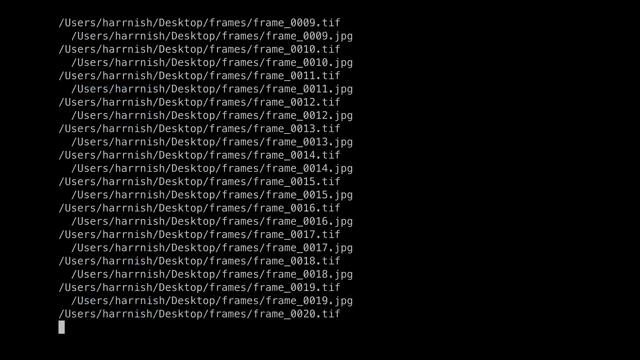 /Users/harrnish/Desktop/frames/frame_0009.tif
/Users/harrnish/Desktop/frames/frame_0009.jpg
/Users/harrnish/Desktop/frames/frame_0010.tif
/Users/harrnish/Desktop/frames/frame_0010.jpg
/Users/harrnish/Desktop/frames/frame_0011.tif
/Users/harrnish/Desktop/frames/frame_0011.jpg
/Users/harrnish/Desktop/frames/frame_0012.tif
/Users/harrnish/Desktop/frames/frame_0012.jpg
/Users/harrnish/Desktop/frames/frame_0013.tif
/Users/harrnish/Desktop/frames/frame_0013.jpg
/Users/harrnish/Desktop/frames/frame_0014.tif
/Users/harrnish/Desktop/frames/frame_0014.jpg
/Users/harrnish/Desktop/frames/frame_0015.tif
/Users/harrnish/Desktop/frames/frame_0015.jpg
/Users/harrnish/Desktop/frames/frame_0016.tif
/Users/harrnish/Desktop/frames/frame_0016.jpg
/Users/harrnish/Desktop/frames/frame_0017.tif
/Users/harrnish/Desktop/frames/frame_0017.jpg
/Users/harrnish/Desktop/frames/frame_0018.tif
/Users/harrnish/Desktop/frames/frame_0018.jpg
/Users/harrnish/Desktop/frames/frame_0019.tif
/Users/harrnish/Desktop/frames/frame_0019.jpg
/Users/harrnish/Desktop/frames/frame_0020.tif